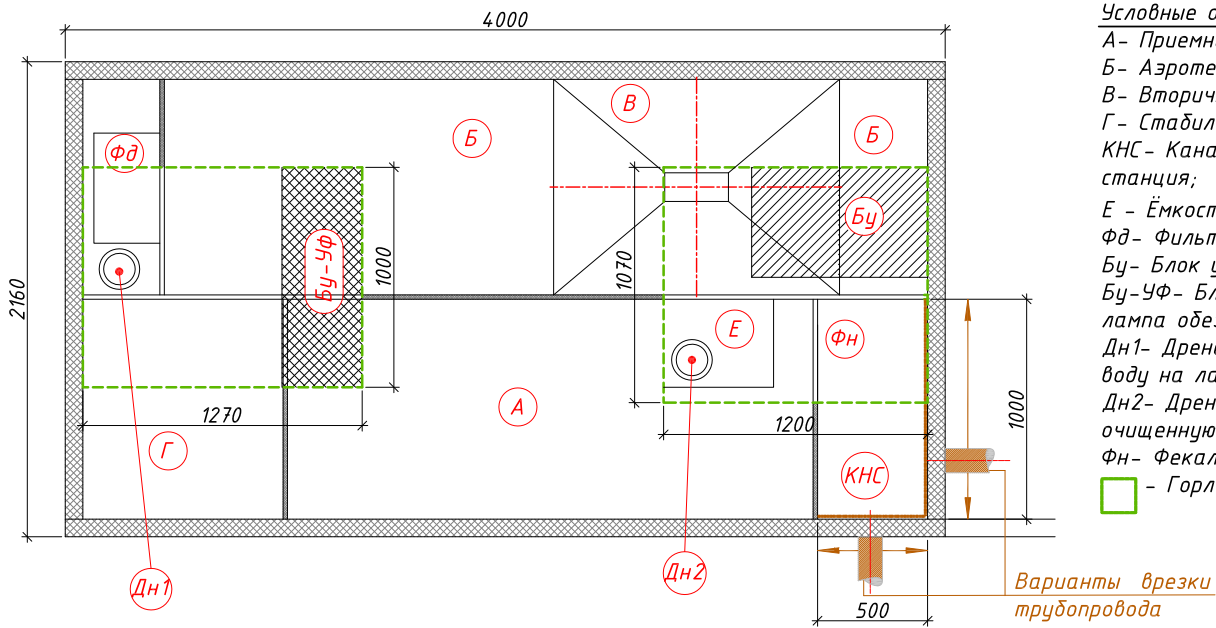 4000
Условные о
А- Приемн
Б- Аэроте
В- Вторич
Г- Стабил
КНС- Кана
станция;
Е - Ёмкост
Фд- Фильт
Бу- Блок у
Бу-УФ- Бл
лампа обез
Дн1- Дрена
воду на ла
Дн2- Дрен
очищенную
Фн- Фекал
- Горл
В
Б
Б
Фд
Бу
Бу-Уф
1000
1070
2160
Е
Фн
А
1270
1200
1000
Г
КНС
Дн1
Дн2
Варианты врезки
трубопровода
500